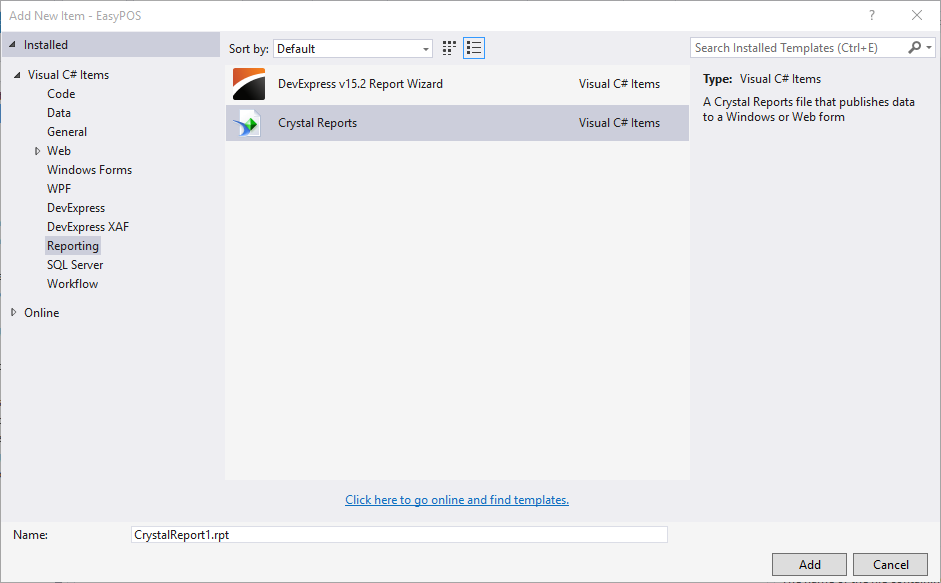 Add New Item - EasyPOS
?
Installed
Sort by: Default
Search Installed Templates (Ctrl+E)
Visual C# Items
Code
Data
General
Web
Windows Forms
WPF
DevExpress
DevExpress XAF
Reporting
SQL Server
Workflow
Online
DevExpress v15.2 Report Wizard Visual C# Items
Crystal Reports Visual C# Items
Type: Visual C# Items
A Crystal Reports file that publishes data
to a Windows or Web form
Click here to go online and find templates.
Name: CrystalReport1.rpt
Add Cancel